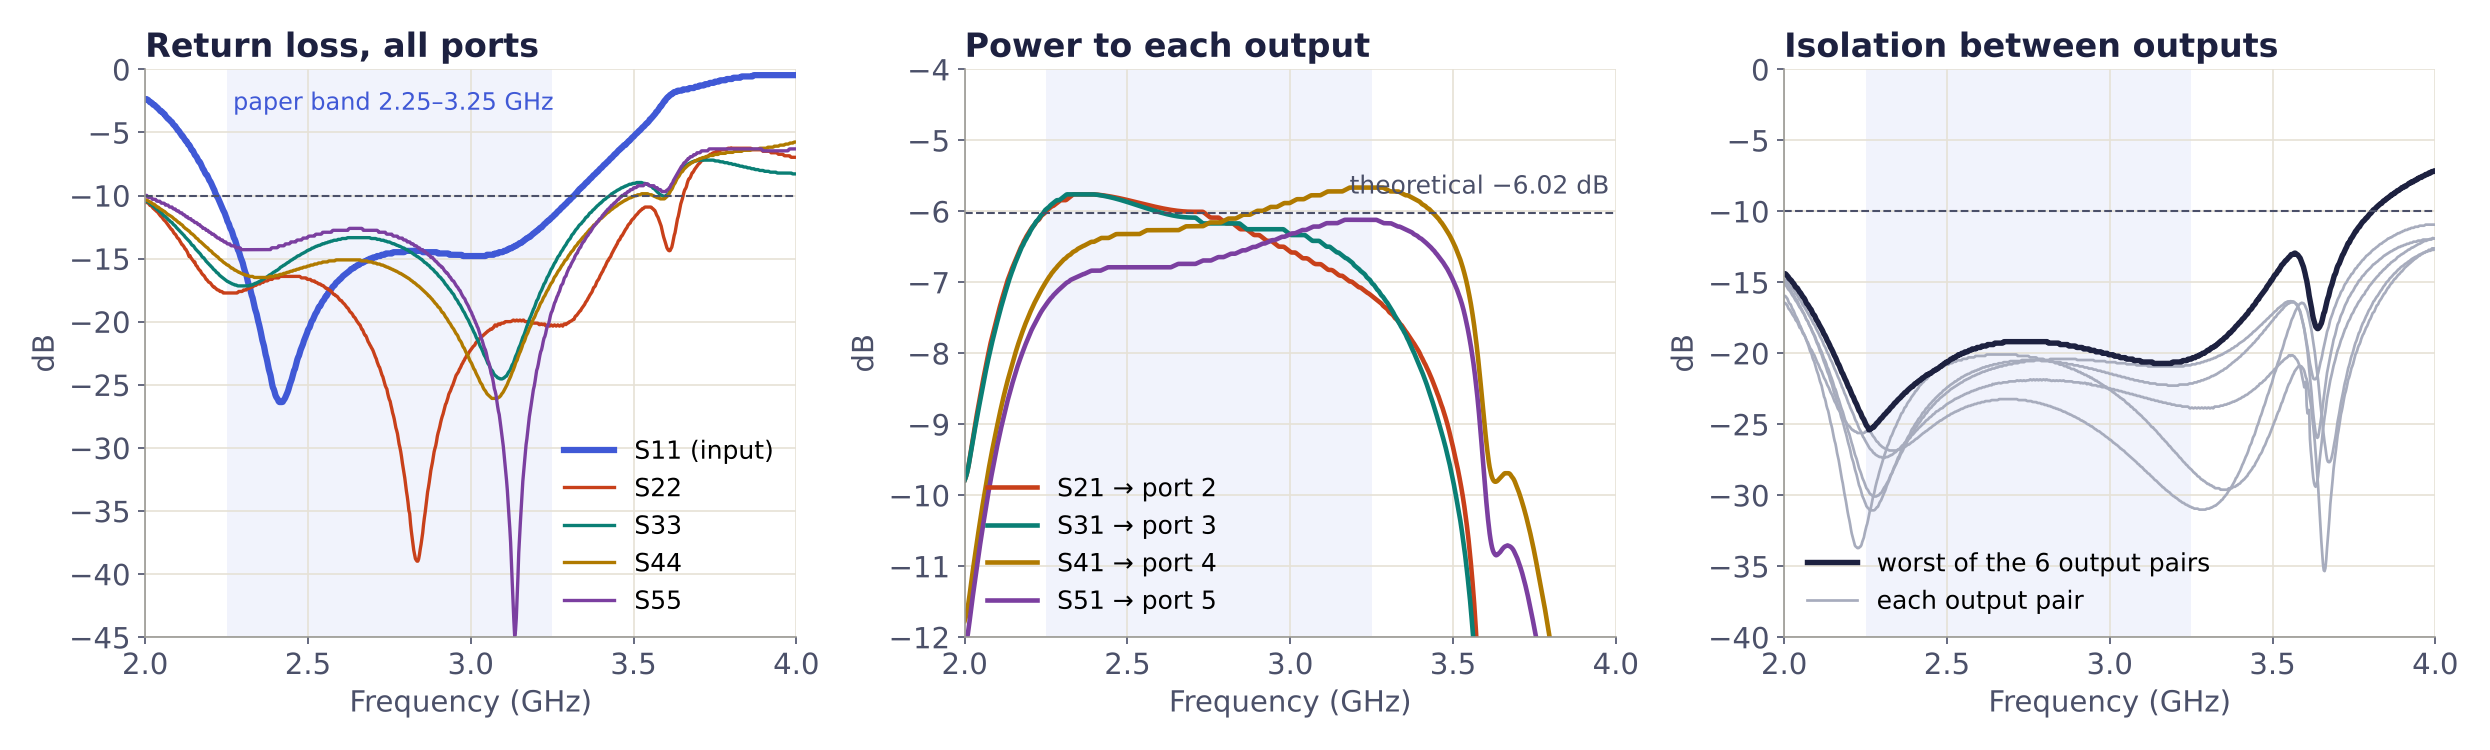 Return loss, all ports
0
−5
−10
−15
−20
−25
−30
−35
−40
−45
dB
paper band 2.25–3.25 GHz
S11 (input)
S22
S33
S44
S55
2.0
2.5
3.0
3.5
4.0
Frequency (GHz)
Power to each output
−4
−5
−6
−7
−8
−9
−10
−11
−12
dB
theoretical −6.02 dB
S21 → port 2
S31 → port 3
S41 → port 4
S51 → port 5
2.0
2.5
3.0
3.5
4.0
Frequency (GHz)
Isolation between outputs
0
−5
−10
−15
−20
−25
−30
−35
−40
dB
worst of the 6 output pairs
each output pair
2.0
2.5
3.0
3.5
4.0
Frequency (GHz)